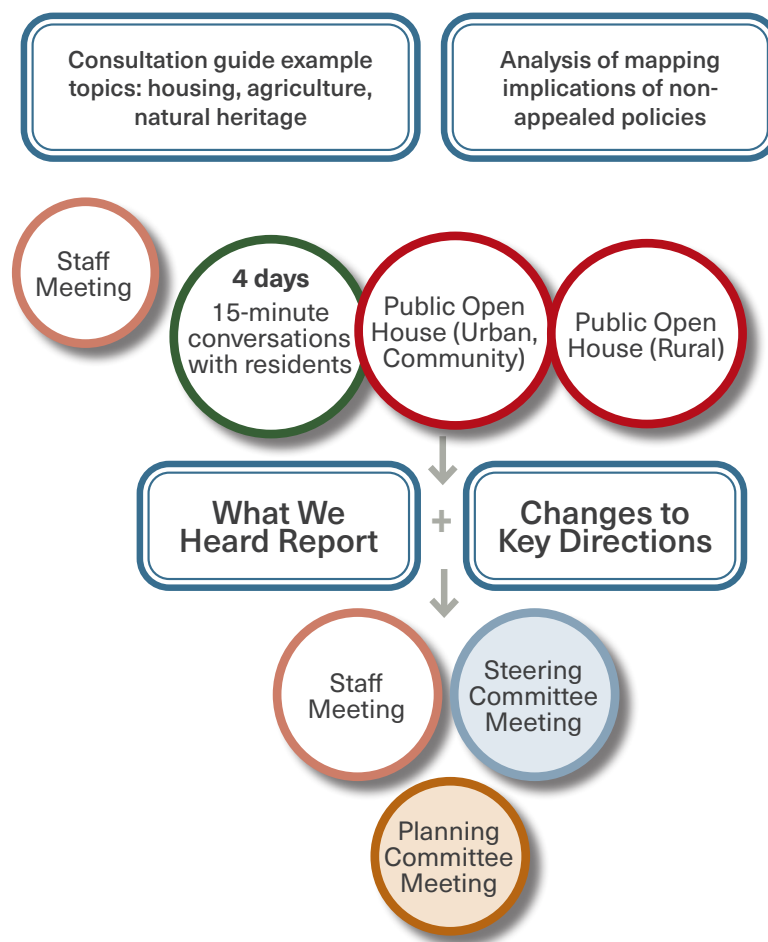 Consultation guide example
topics: housing, agriculture,
natural heritage
Analysis of mapping
implications of non-
appealed policies
Staff
Meeting
4 days
15-minute
conversations
with residents
Public Open
House (Urban,
Community)
Public Open
House (Rural)
What We
Heard Report
+
Changes to
Key Directions
Staff
Meeting
Steering
Committee
Meeting
Planning
Committee
Meeting